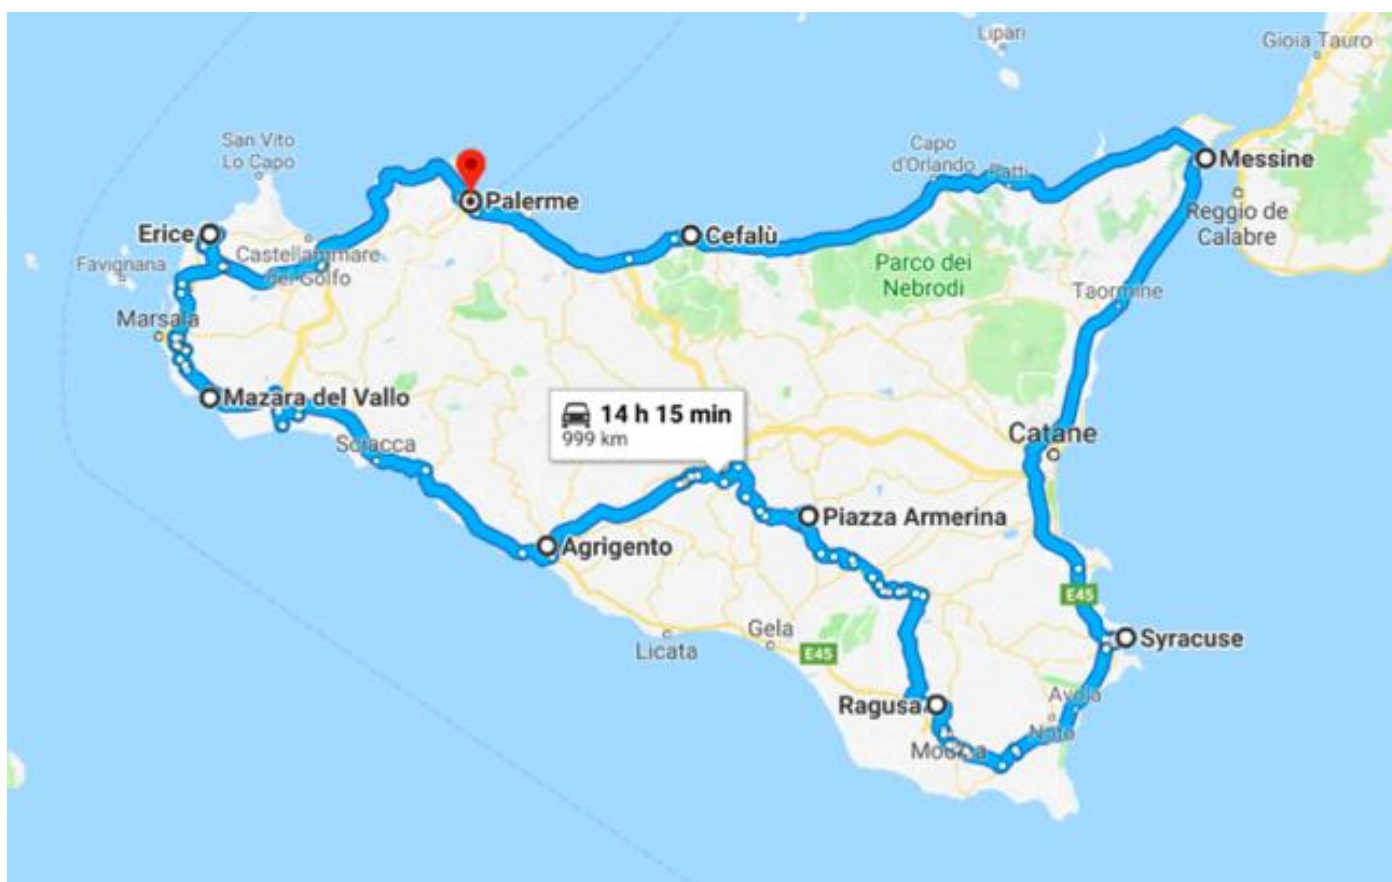 Lipari
Gioia Tauro
San Vito
Lo Capo
Capo
d'Orlando
Patti
Messine
Palerme
Reggio de
Calabre
Erice
Cefalù
Castellammare
del Golfo
Favignana
Parco dei
Nebrodi
Taormine
Marsala
Mazara del Vallo
14 h 15 min
999 km
Catane
Sciacca
Piazza Armerina
Agrigento
E45
Gela
Syracuse
Licata
E45
Avola
Ragusa
Noto
Modica